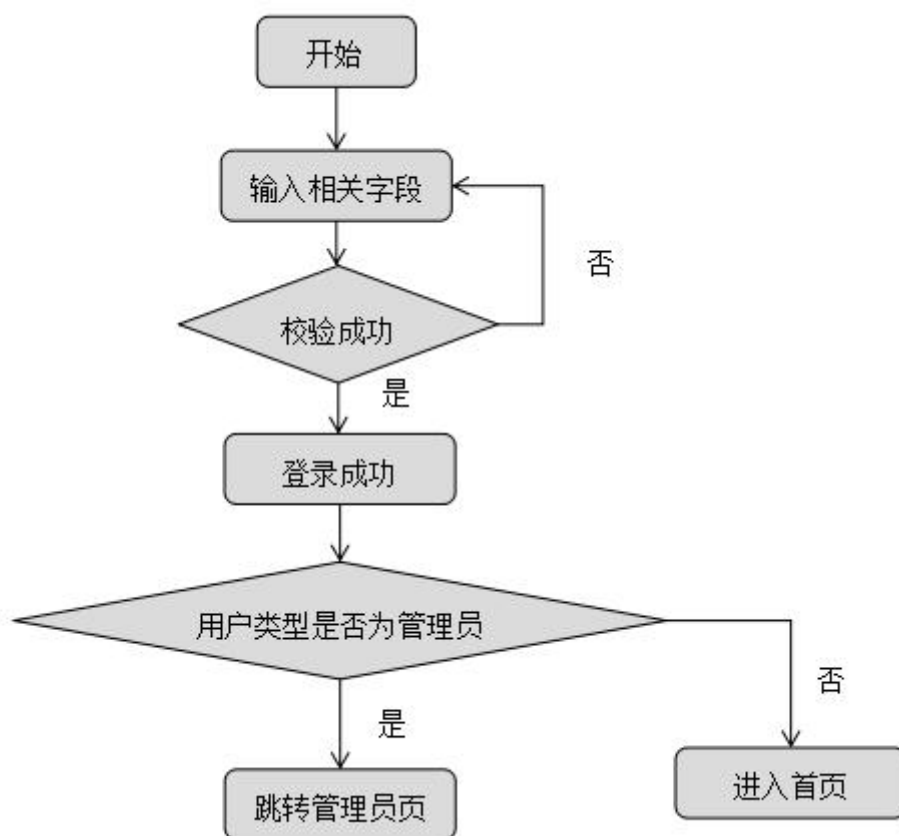 开始
输入相关字段
否
校验成功
是
登录成功
用户类型是否为管理员
否
是
进入首页
跳转管理员页